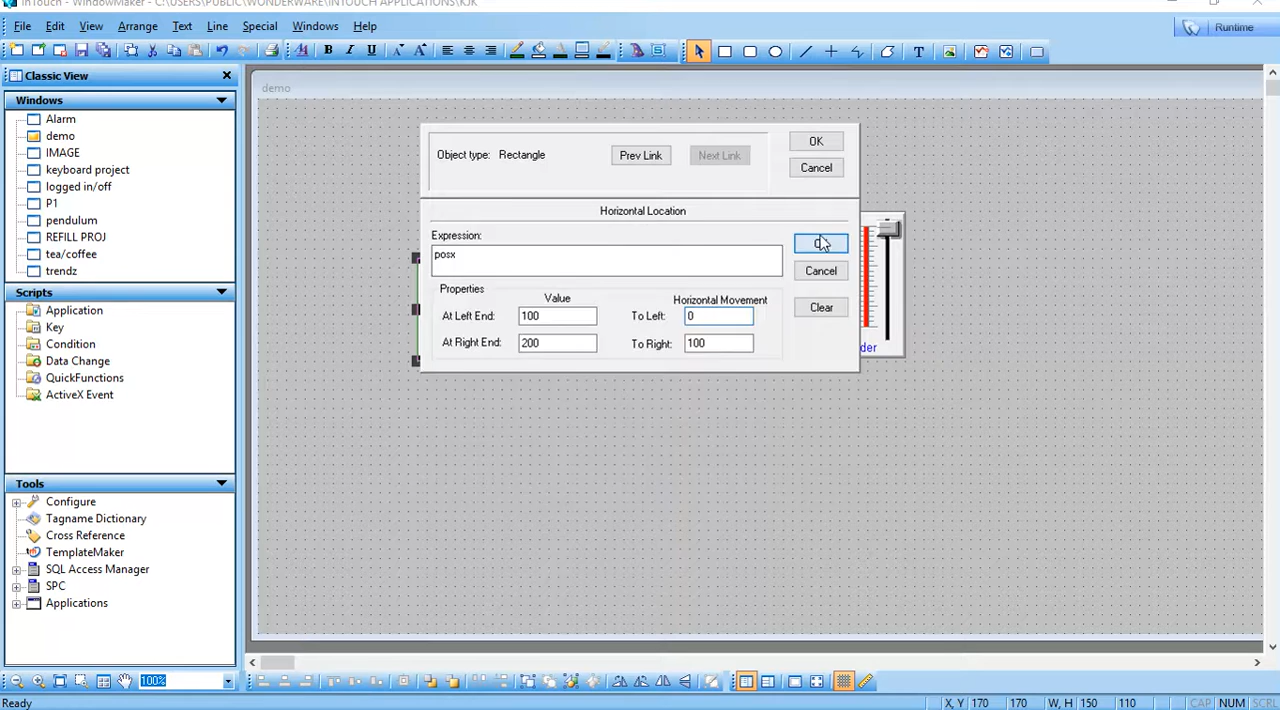 InTouch - WindowMaker - C:\USERS\PUBLIC\WONDERWARE\INTOUCH APPLICATIONS\KJK
File Edit View Arrange Text Line Special Windows Help
Runtime
B I U A A T
Classic View
Windows
Alarm
demo
IMAGE
keyboard project
logged in/off
P1
pendulum
REFILL PROJ
tea/coffee
trendz
Scripts
Application
Key
Condition
Data Change
QuickFunctions
ActiveX Event
Tools
Configure
Tagname Dictionary
Cross Reference
TemplateMaker
SQL Access Manager
SPC
Applications
demo
Object type: Rectangle
Prev Link
Next Link
OK
Cancel
Horizontal Location
Expression:
posx
Cancel
Clear
Properties
Value
Horizontal Movement
At Left End: 100
To Left: 0
At Right End: 200
To Right: 100
der
100%
Ready
X, Y 170 170 W, H 150 110 CAP NUM SCRL